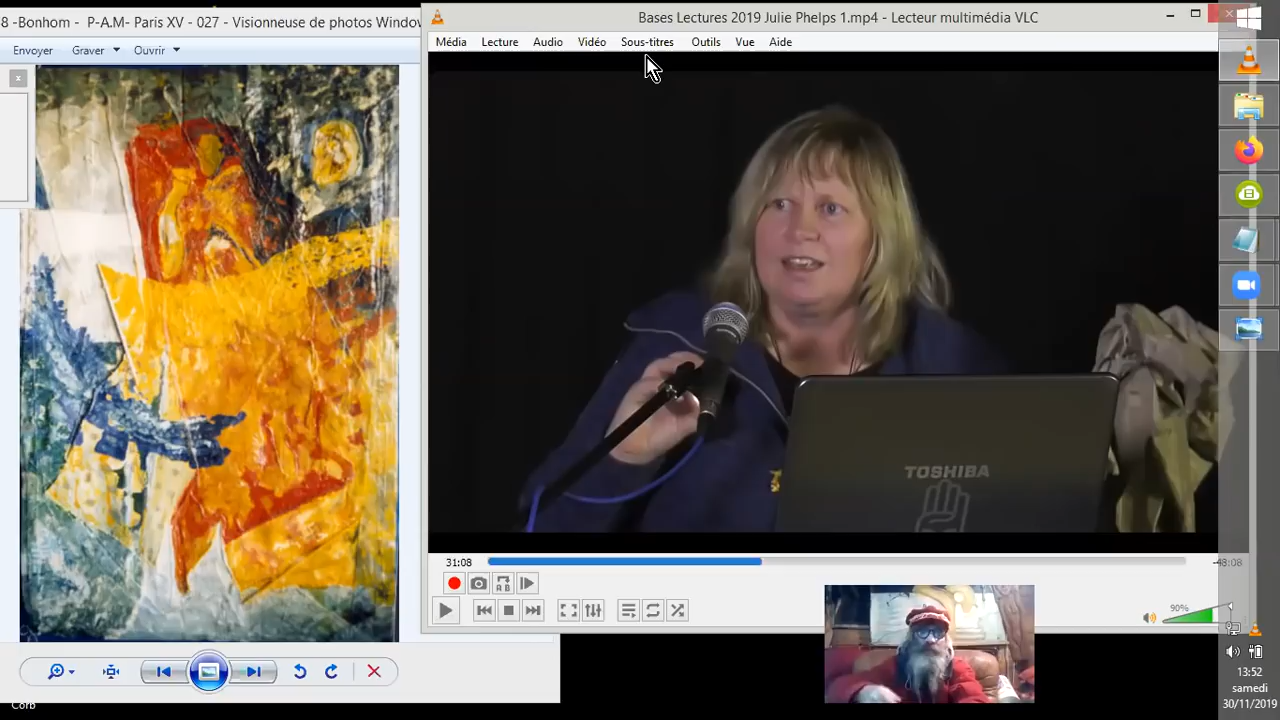 8 -Bonhom -  P-A.M- Paris XV - 027 - Visionneuse de photos Window
Envoyer Graver Ouvrir
x
Bases Lectures 2019 Julie Phelps 1.mp4 - Lecteur multimédia VLC
Média Lecture Audio Vidéo Sous-titres Outils Vue Aide
TOSHIBA
31:08 -48:08
90%
13:52
samedi
30/11/2019
Corb